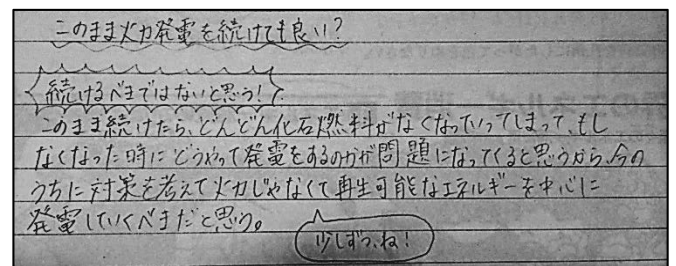 このまま火力発電を続けても良い?
続けるべきではないと思う!
このまま続けたら、どんどん化石燃料がなくなっていってしまって、もし
なくなった時にどうやって発電をするのかが問題になってくると思うから、今の
うちに対策を考えて火力じゃなくて再生可能なエネルギーを中心に
発電していくべきだと思う。
少しずつ、ね!